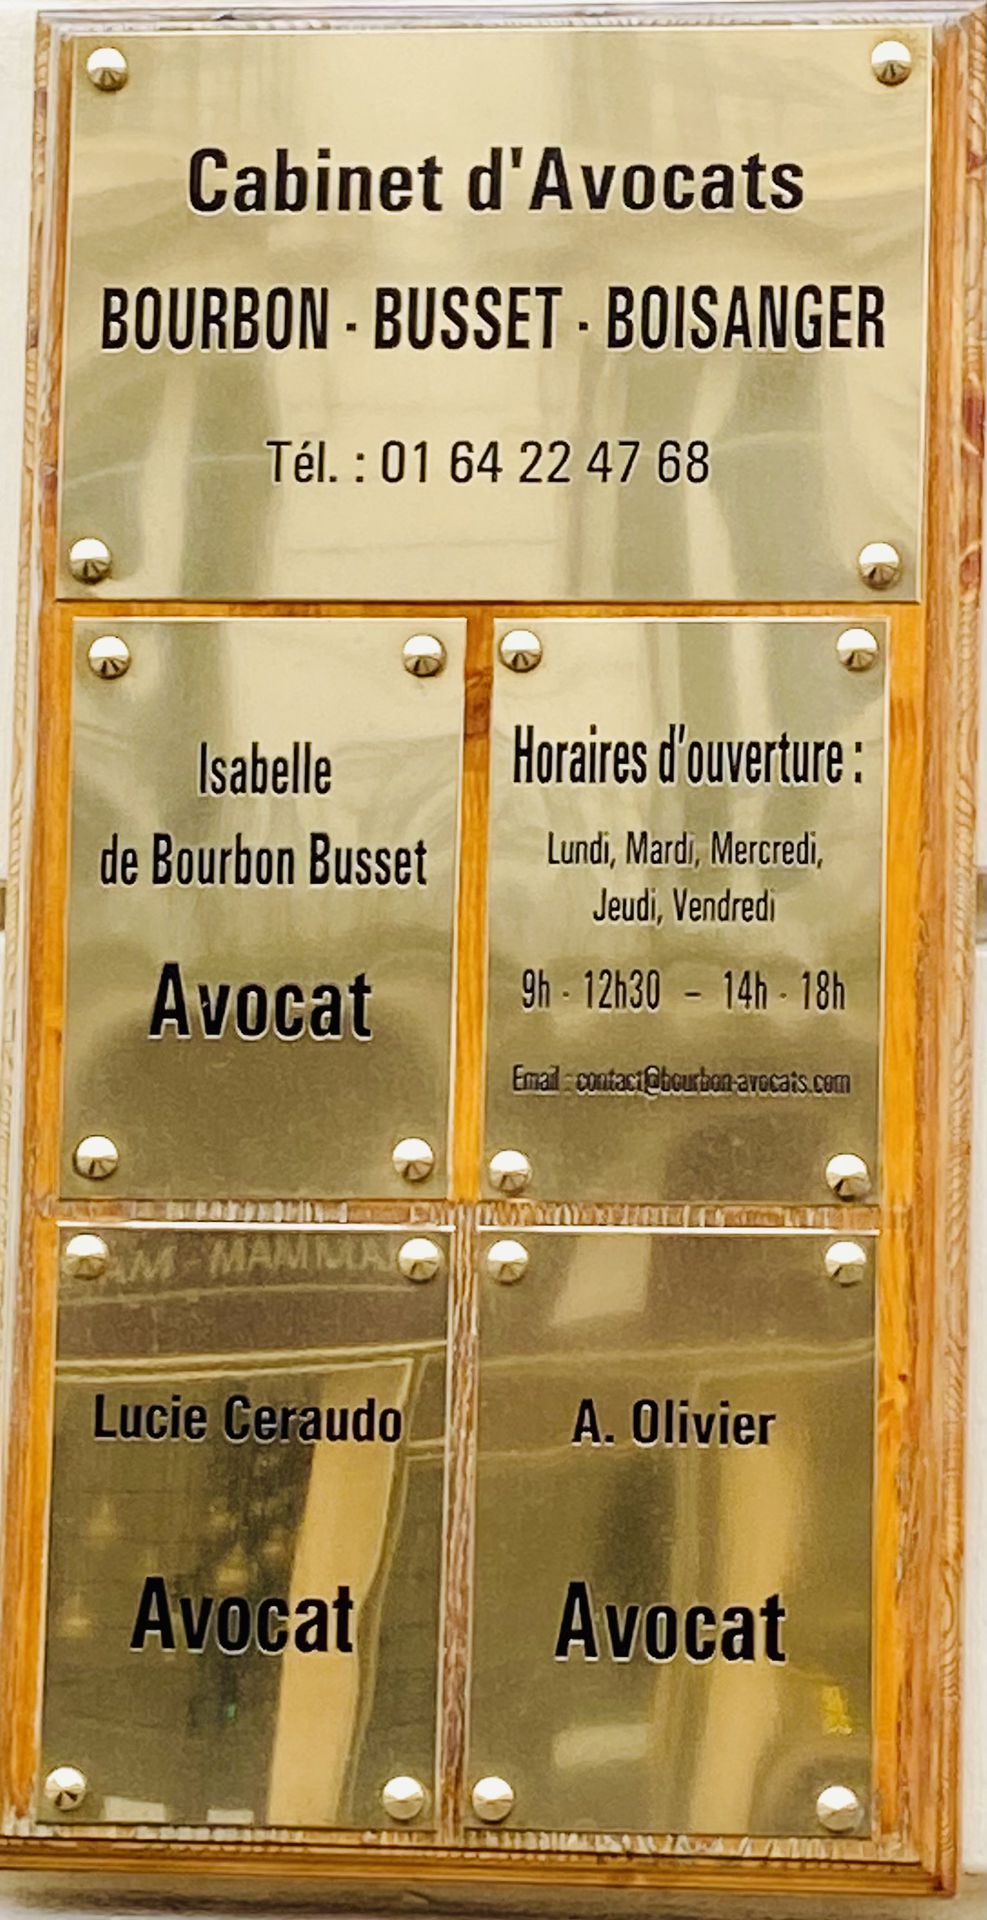 Cabinet d'Avocats
BOURBON - BUSSET - BOISANGER
Tél. : 01 64 22 47 68
Isabelle
de Bourbon Busset
Avocat
Horaires d'ouverture :
Lundi, Mardi, Mercredi,
Jeudi, Vendredi
9h - 12h30 – 14h - 18h
Email : contact@bourbon-avocats.com
Lucie Ceraudo
Avocat
A. Olivier
Avocat